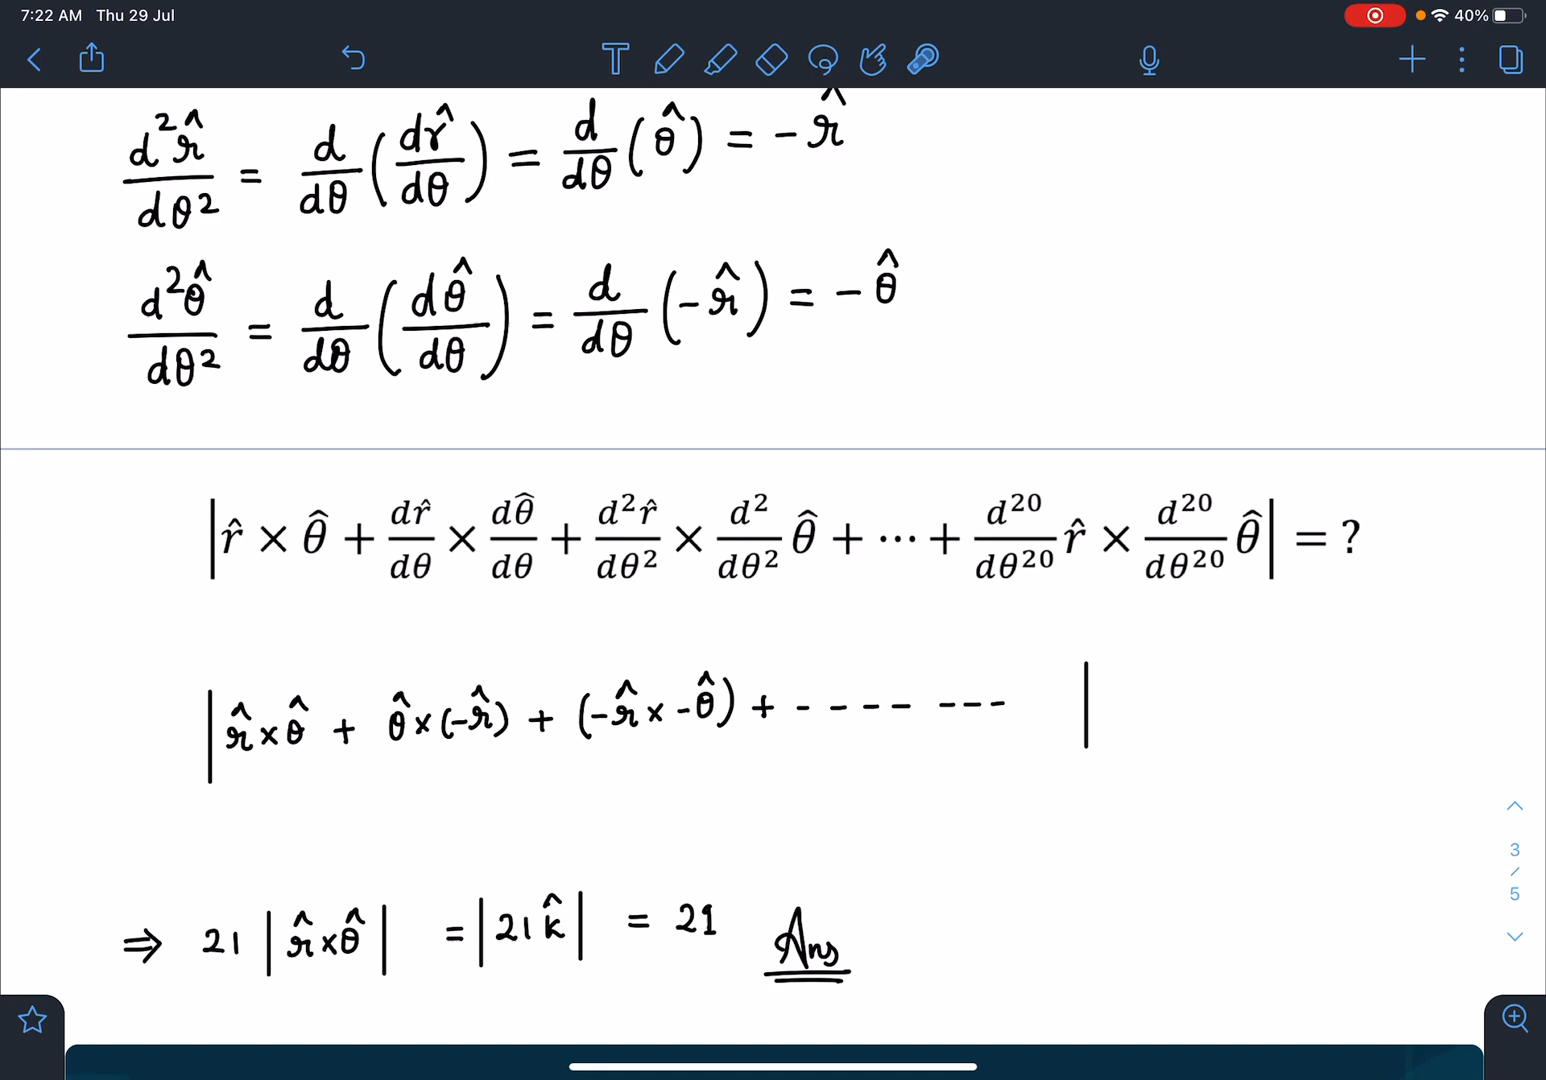 7:22 AM Thu 29 Jul 40%
d²r̂/dθ² = d/dθ (dr̂/dθ) = d/dθ (θ̂) = - r̂
d²θ̂/dθ² = d/dθ (dθ̂/dθ) = d/dθ (-r̂) = - θ̂
|r̂ × θ̂ + dr̂/dθ × dθ̂/dθ + d²r̂/dθ² × d²/dθ² θ̂ + ⋯ + d²⁰/dθ²⁰ r̂ × d²⁰/dθ²⁰ θ̂| = ?
|r̂ × θ̂ + θ̂ × (-r̂) + (-r̂ × -θ̂) + - - - - - - - |
⇒ 21 |r̂ × θ̂| = |21 k̂| = 21 Ans
3
/
5